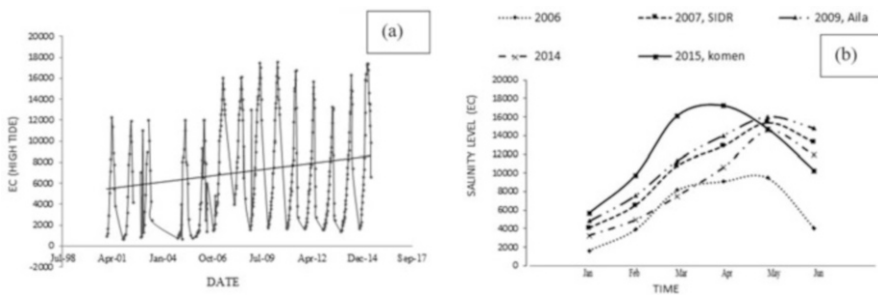 (a)
EC (HIGH TIDE)
20000
18000
16000
14000
12000
10000
8000
6000
4000
2000
0
-2000
Jul-98 Apr-01 Jan-04 Oct-06 Jul-09 Apr-12 Dec-14 Sep-17
DATE
2006 2007, SIDR 2009, Aila
2014 2015, komen
(b)
SALINITY LEVEL (EC)
20000
18000
16000
14000
12000
10000
8000
6000
4000
2000
0
Jan Feb Mar Apr May Jun
TIME